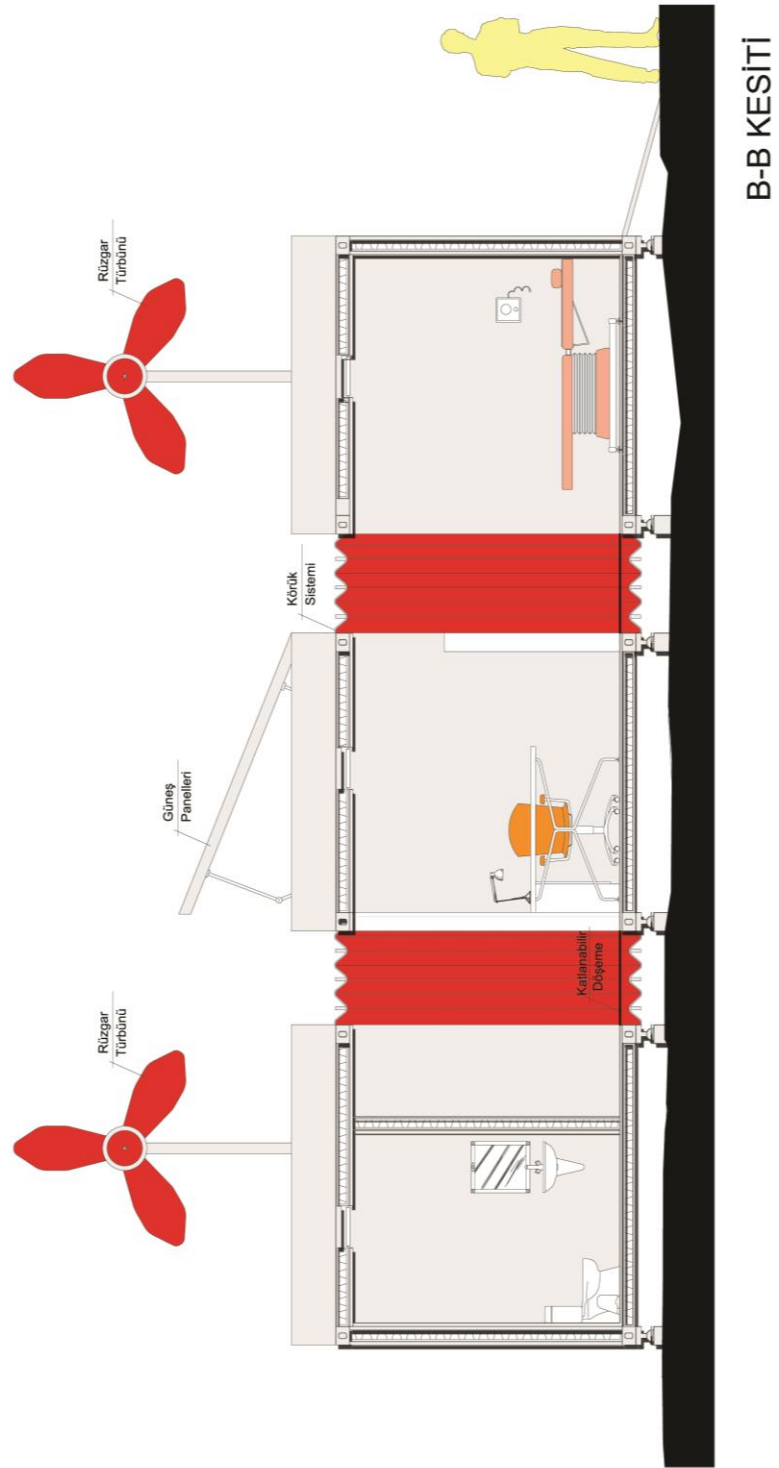 Rüzgar
Türbünü
Güneş
Panelleri
Körük
Sistemi
Rüzgar
Türbünü
Katlanabilir
Döşeme
B-B KESİTİ